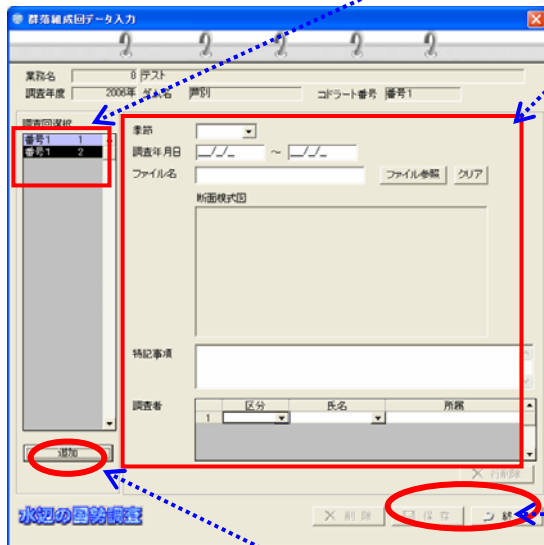 群落組成回データ入力
業務名 8 テスト
調査年度 2006年 ダム名 芦別 コドラート番号 番号1
調査回選択
番号1 1
番号1 2
季節
調査年月日 __/_/_ ～ __/_/_
ファイル名 ファイル参照 クリア
断面模式図
特記事項
調査者 区分 氏名 所属
1
追加
行削除
水辺の国勢調査 削除 保存 終